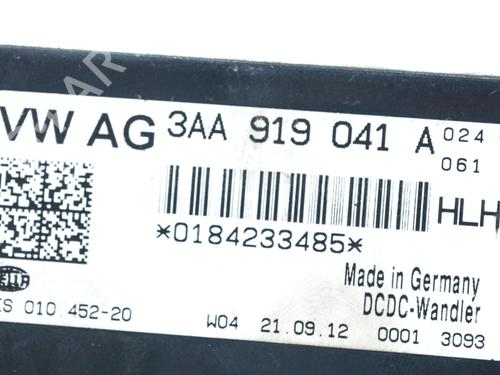 VW AG 3AA 919 041 A 024
061
HLH
*0184233485*
Made in Germany
DCDC-Wandler
010.452-20 W04 21.09.12 0001 3093